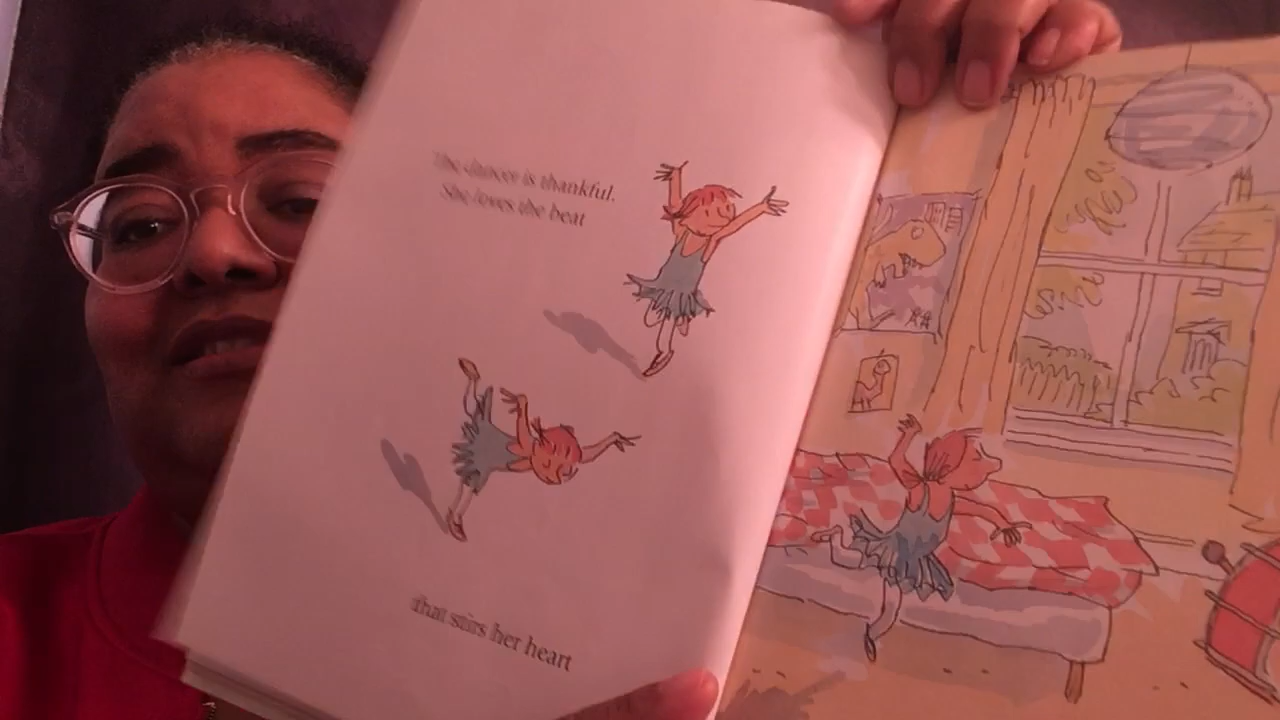 The dancer is thankful.
She loves the beat
that stirs her heart